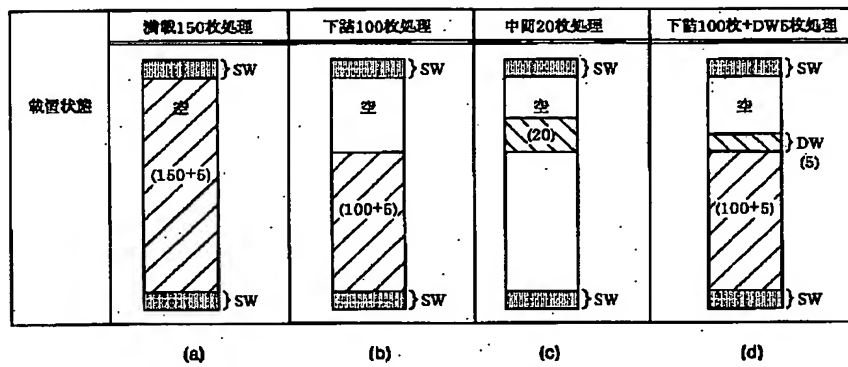 満載150枚処理
下詰100枚処理
中間20枚処理
下詰100枚+DW5枚処理
載置状態
SW
空
(150+5)
SW
SW
空
(100+5)
SW
SW
空
(20)
SW
SW
空
DW
(5)
(100+5)
SW
(a)
(b)
(c)
(d)